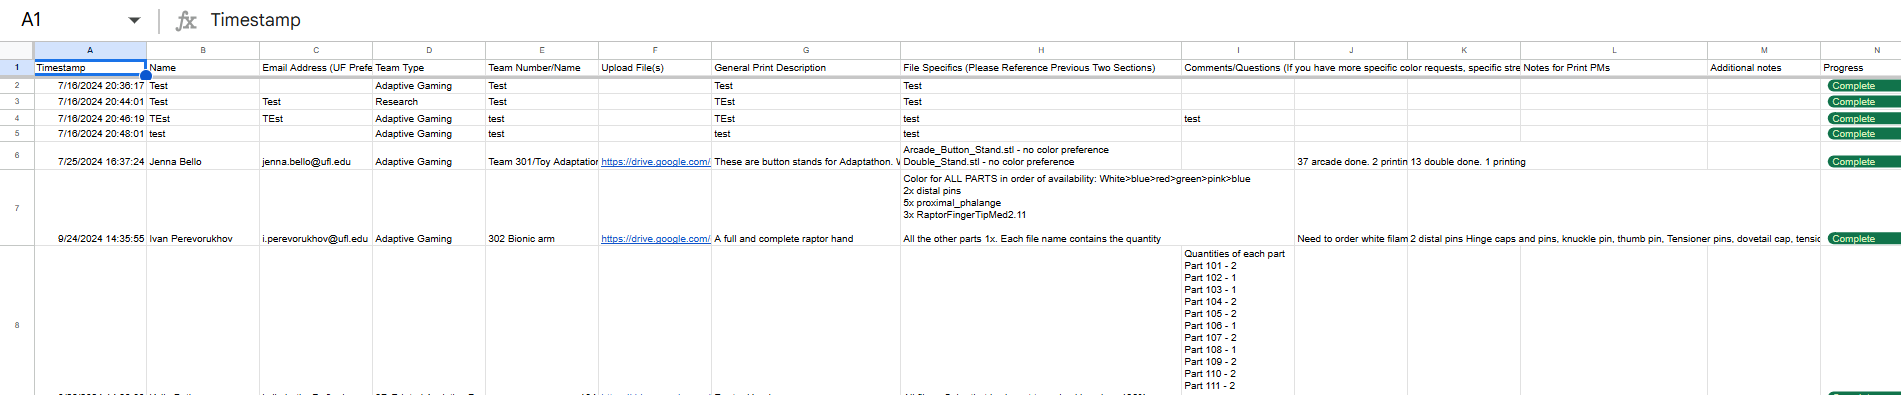 A1 Timestamp
A B C D E F G H I J K L M N
1 Timestamp Name Email Address (UF Prefe Team Type Team Number/Name Upload File(s) General Print Description File Specifics (Please Reference Previous Two Sections) Comments/Questions (If you have more specific color requests, specific stre Notes for Print PMs Additional notes Progress
2 7/16/2024 20:36:17 Test Adaptive Gaming Test Test Test Complete
3 7/16/2024 20:44:01 Test Test Research Test TEst Test Complete
4 7/16/2024 20:46:19 TEst TEst Adaptive Gaming test TEst test test Complete
5 7/16/2024 20:48:01 test Adaptive Gaming test test test Complete
Arcade_Button_Stand.stl - no color preference
6 7/25/2024 16:37:24 Jenna Bello jenna.bello@ufl.edu Adaptive Gaming Team 301/Toy Adaptation https://drive.google.com/ These are button stands for Adaptathon. Double_Stand.stl - no color preference 37 arcade done. 2 printin 13 double done. 1 printing Complete
Color for ALL PARTS in order of availability: White>blue>red>green>pink>blue
2x distal pins
5x proximal_phalange
3x RaptorFingerTipMed2.11
7 9/24/2024 14:35:55 Ivan Perevorukhov i.perevorukhov@ufl.edu Adaptive Gaming 302 Bionic arm https://drive.google.com/ A full and complete raptor hand All the other parts 1x. Each file name contains the quantity Need to order white filam 2 distal pins Hinge caps and pins, knuckle pin, thumb pin, Tensioner pins, dovetail cap, tensic Complete
8
Quantities of each part
Part 101 - 2
Part 102 - 1
Part 103 - 1
Part 104 - 2
Part 105 - 2
Part 106 - 1
Part 107 - 2
Part 108 - 1
Part 109 - 2
Part 110 - 2
Part 111 - 2